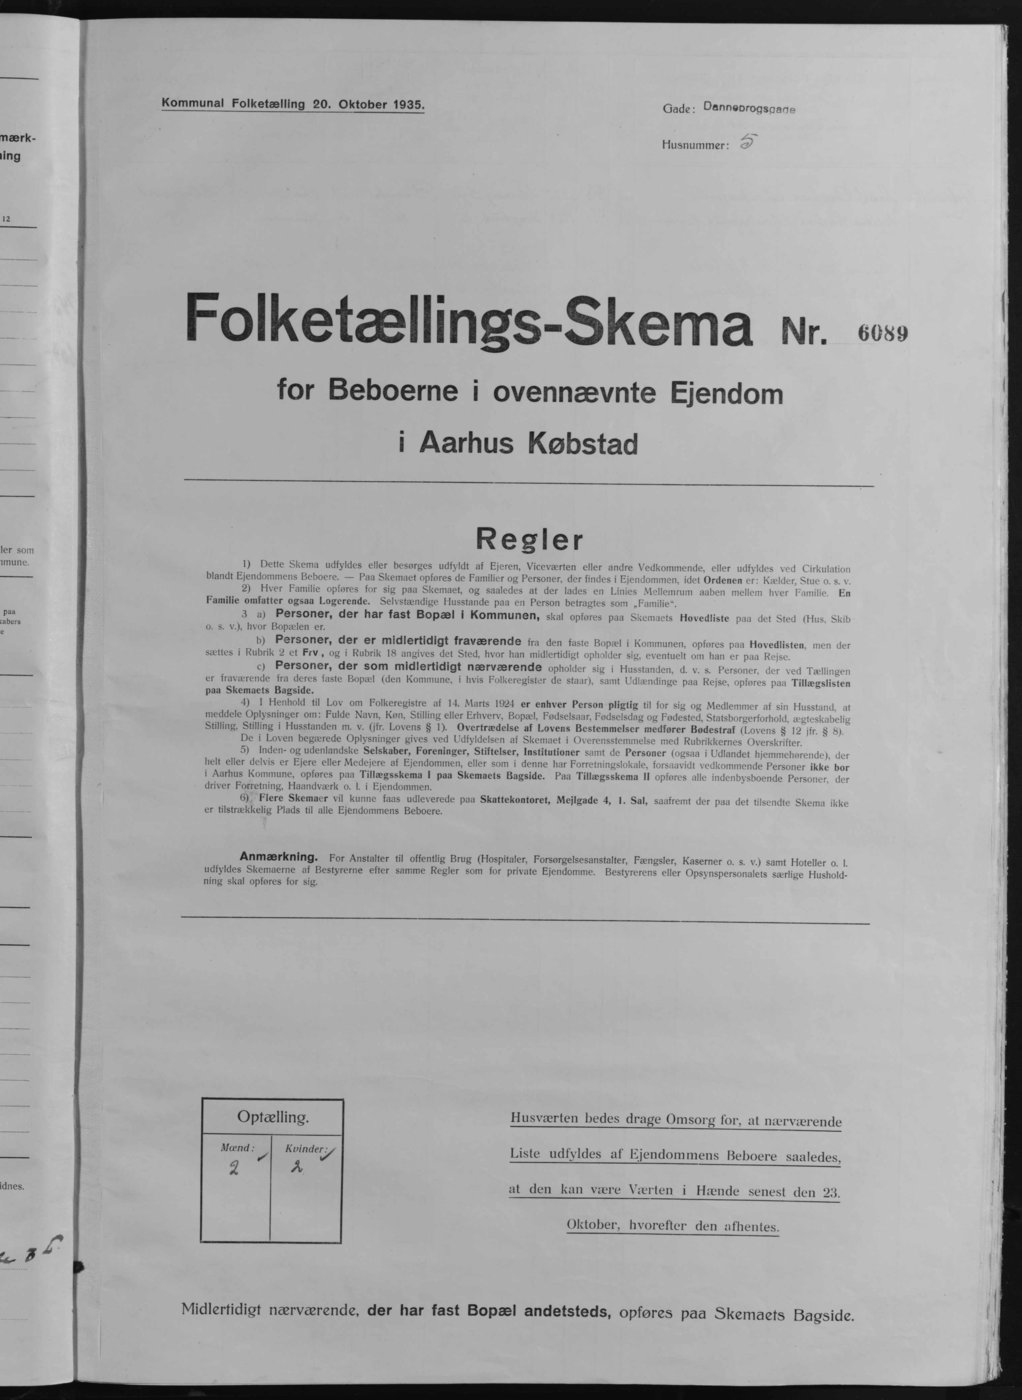 mærk-
ning
12
ler som
mmune.
paa
kabers
e
idnes.
Kommunal Folketælling 20. Oktober 1935.
Gade: Dannebrogsgade
Husnummer: 5
Folketællings-Skema Nr. 6089
for Beboerne i ovennævnte Ejendom
i Aarhus Købstad
Regler
1) Dette Skema udfyldes eller besørges udfyldt af Ejeren, Viceværten eller andre Vedkommende, eller udfyldes ved Cirkulation
blandt Ejendommens Beboere. — Paa Skemaet opføres de Familier og Personer, der findes i Ejendommen, idet Ordenen er: Kælder, Stue o. s. v.
2) Hver Familie opføres for sig paa Skemaet, og saaledes at der lades en Linies Mellemrum aaben mellem hver Familie. En
Familie omfatter ogsaa Logerende. Selvstændige Husstande paa en Person betragtes som „Familie“.
3 a) Personer, der har fast Bopæl i Kommunen, skal opføres paa Skemaets Hovedliste paa det Sted (Hus, Skib
o. s. v.), hvor Bopælen er.
b) Personer, der er midlertidigt fraværende fra den faste Bopæl i Kommunen, opføres paa Hovedlisten, men der
sættes i Rubrik 2 et Frv , og i Rubrik 18 angives det Sted, hvor han midlertidigt opholder sig, eventuelt om han er paa Rejse.
c) Personer, der som midlertidigt nærværende opholder sig i Husstanden, d. v. s. Personer, der ved Tællingen
er fraværende fra deres faste Bopæl (den Kommune, i hvis Folkeregister de staar), samt Udlændinge paa Rejse, opføres paa Tillægslisten
paa Skemaets Bagside.
4) I Henhold til Lov om Folkeregistre af 14. Marts 1924 er enhver Person pligtig til for sig og Medlemmer af sin Husstand, at
meddele Oplysninger om: Fulde Navn, Køn, Stilling eller Erhverv, Bopæl, Fødselsaar, Fødselsdag og Fødested, Statsborgerforhold, ægteskabelig
Stilling, Stilling i Husstanden m. v. (jfr. Lovens § 1). Overtrædelse af Lovens Bestemmelser medfører Bødestraf (Lovens § 12 jfr. § 8).
De i Loven begærede Oplysninger gives ved Udfyldelsen af Skemaet i Overensstemmelse med Rubrikkernes Overskrifter.
5) Inden- og udenlandske Selskaber, Foreninger, Stiftelser, Institutioner samt de Personer (ogsaa i Udlandet hjemmehørende), der
helt eller delvis er Ejere eller Medejere af Ejendommen, eller som i denne har Forretningslokale, forsaavidt vedkommende Personer ikke bor
i Aarhus Kommune, opføres paa Tillægsskema I paa Skemaets Bagside. Paa Tillægsskema II opføres alle indenbysboende Personer, der
driver Forretning, Haandværk o. l. i Ejendommen.
6) Flere Skemaer vil kunne faas udleverede paa Skattekontoret, Mejlgade 4, 1. Sal, saafremt der paa det tilsendte Skema ikke
er tilstrækkelig Plads til alle Ejendommens Beboere.
Anmærkning. For Anstalter til offentlig Brug (Hospitaler, Forsørgelsesanstalter, Fængsler, Kaserner o. s. v.) samt Hoteller o. l.
udfyldes Skemaerne af Bestyrerne efter samme Regler som for private Ejendomme. Bestyrerens eller Opsynspersonalets særlige Hushold-
ning skal opføres for sig.
Optælling.
Mænd: Kvinder:
2 2
Husværten bedes drage Omsorg for, at nærværende
Liste udfyldes af Ejendommens Beboere saaledes,
at den kan være Værten i Hænde senest den 23.
Oktober, hvorefter den afhentes.
Midlertidigt nærværende, der har fast Bopæl andetsteds, opføres paa Skemaets Bagside.